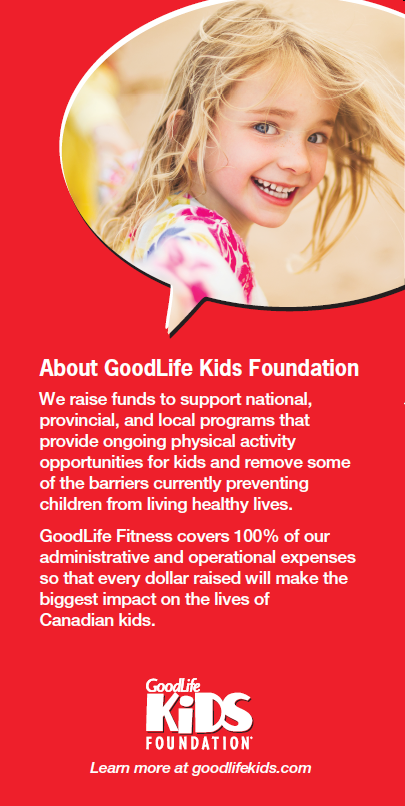 About GoodLife Kids Foundation
We raise funds to support national,
provincial, and local programs that
provide ongoing physical activity
opportunities for kids and remove some
of the barriers currently preventing
children from living healthy lives.
GoodLife Fitness covers 100% of our
administrative and operational expenses
so that every dollar raised will make the
biggest impact on the lives of
Canadian kids.
GoodLife
KiDS
FOUNDATION
Learn more at goodlifekids.com